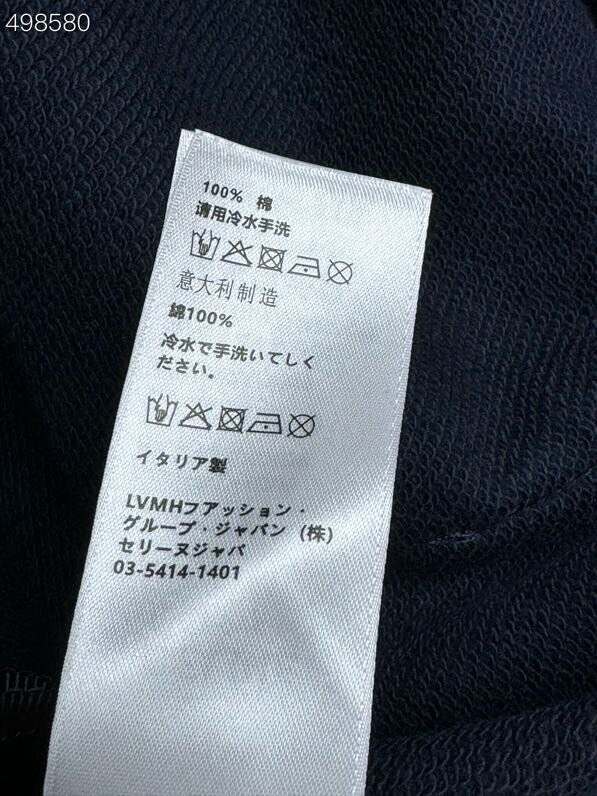 498580
100% 棉
请用冷水手洗
意大利制造
綿100%
冷水で手洗いてしく
ださい。
イタリア製
LVMHフアッション・
グループ・ジャパン（株）
セリーヌジャパ
03-5414-1401